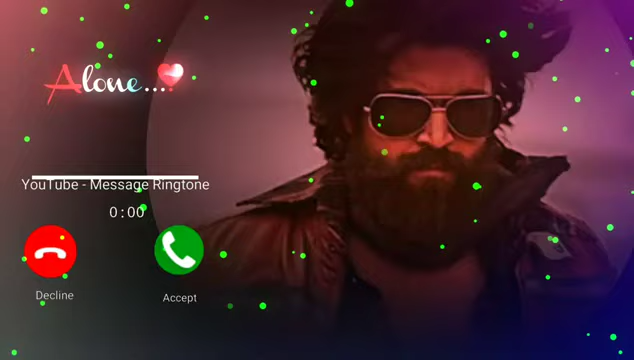 Alone...
YouTube - Message Ringtone
0:00
Decline
Accept